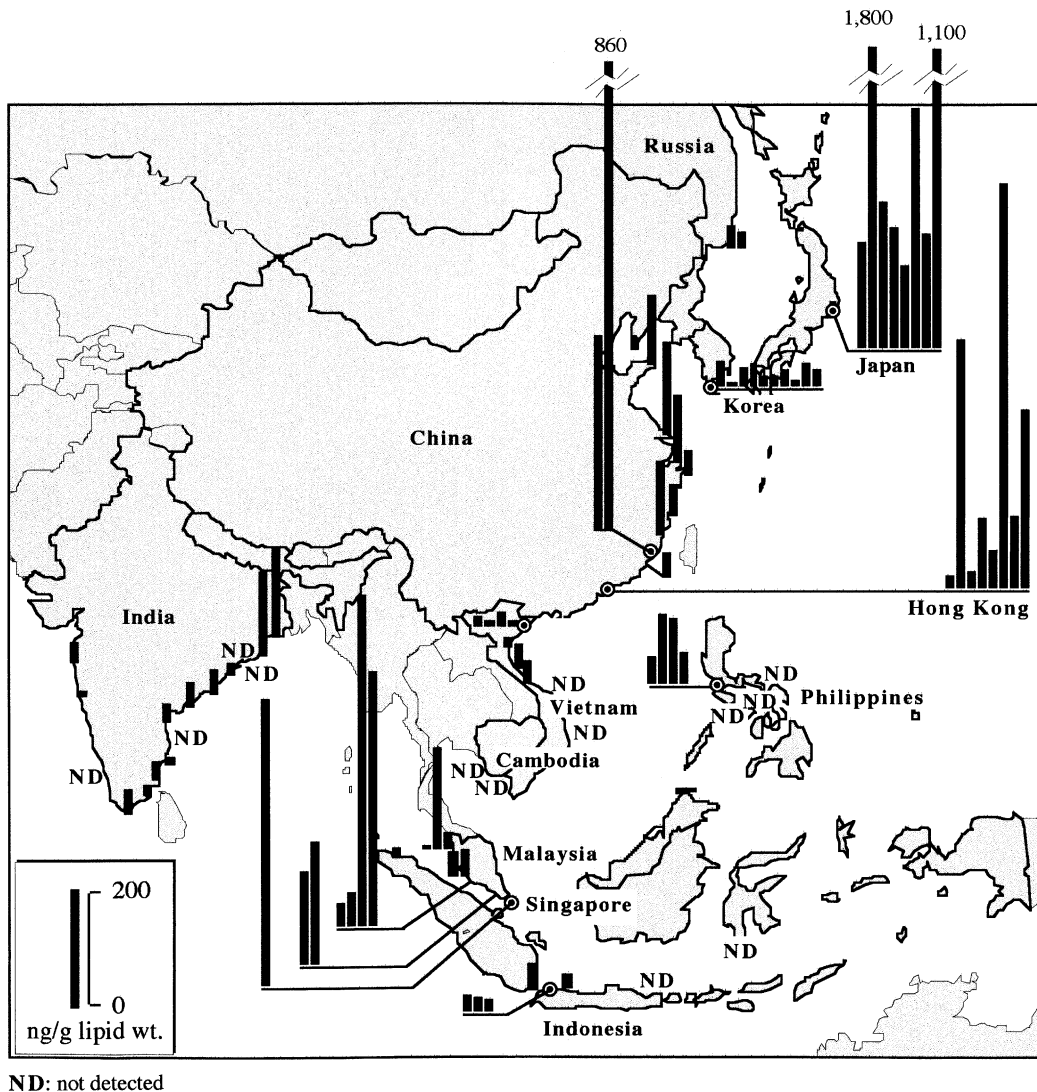 1,800
1,100
860
Russia
Japan
Korea
China
Hong Kong
India
ND
ND
ND
ND
ND
Vietnam
ND
Cambodia
ND
ND
ND
ND
ND
Philippines
Malaysia
Singapore
ND
ND
Indonesia
200
0
ng/g lipid wt.
ND: not detected